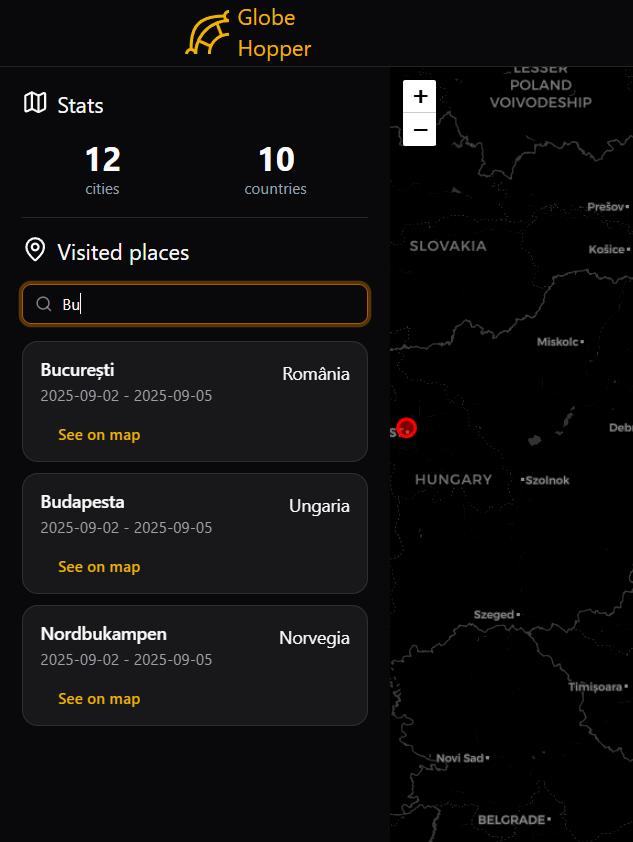 Globe
Hopper
Stats
12
cities
10
countries
Visited places
Bu
București
România
2025-09-02 - 2025-09-05
See on map
Budapesta
Ungaria
2025-09-02 - 2025-09-05
See on map
Nordbukampen
Norvegia
2025-09-02 - 2025-09-05
See on map
+
−
LESSER
POLAND
VOIVODESHIP
Prešov
SLOVAKIA
Košice
Miskolc
HUNGARY
Szolnok
Szeged
Timișoara
Novi Sad
BELGRADE